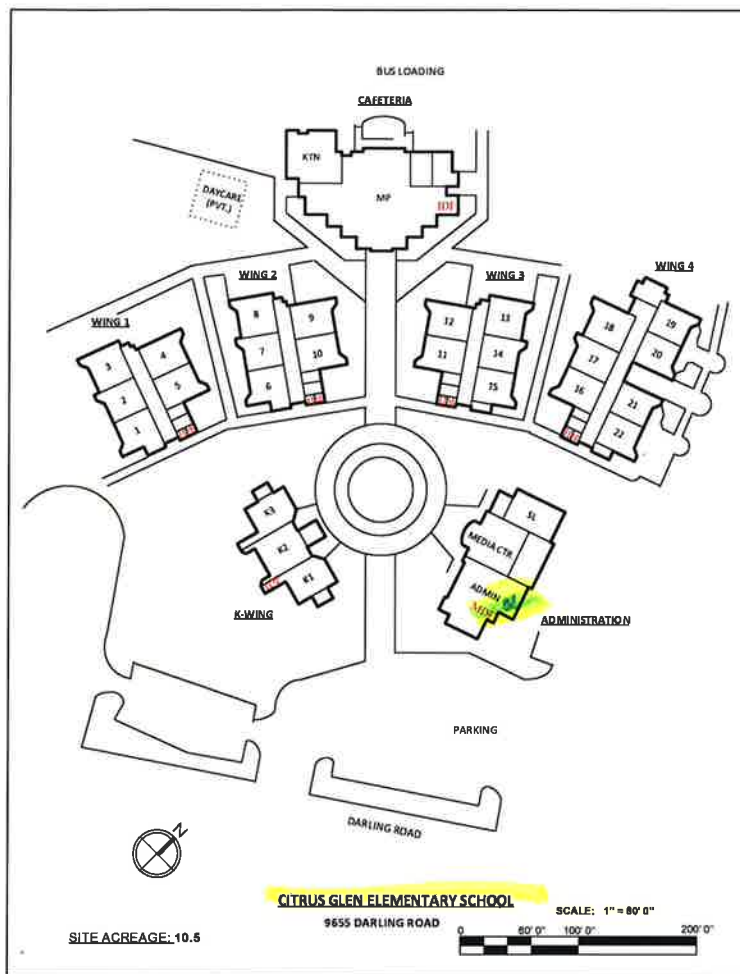 BUS LOADING
CAFETERIA
KTN
MP
IDF
DAYCARE
(PVT.)
WING 1
3
4
2
5
1
WING 2
8
9
7
10
6
WING 3
12
13
11
14
15
WING 4
18
19
17
20
16
21
22
K3
K2
K1
K-WING
SL
MEDIA CTR.
ADMIN
MDF
ADMINISTRATION
PARKING
DARLING ROAD
N
CITRUS GLEN ELEMENTARY SCHOOL
9655 DARLING ROAD
SITE ACREAGE: 10.5
SCALE: 1" = 80' 0"
0 60' 0" 100' 0" 200' 0"